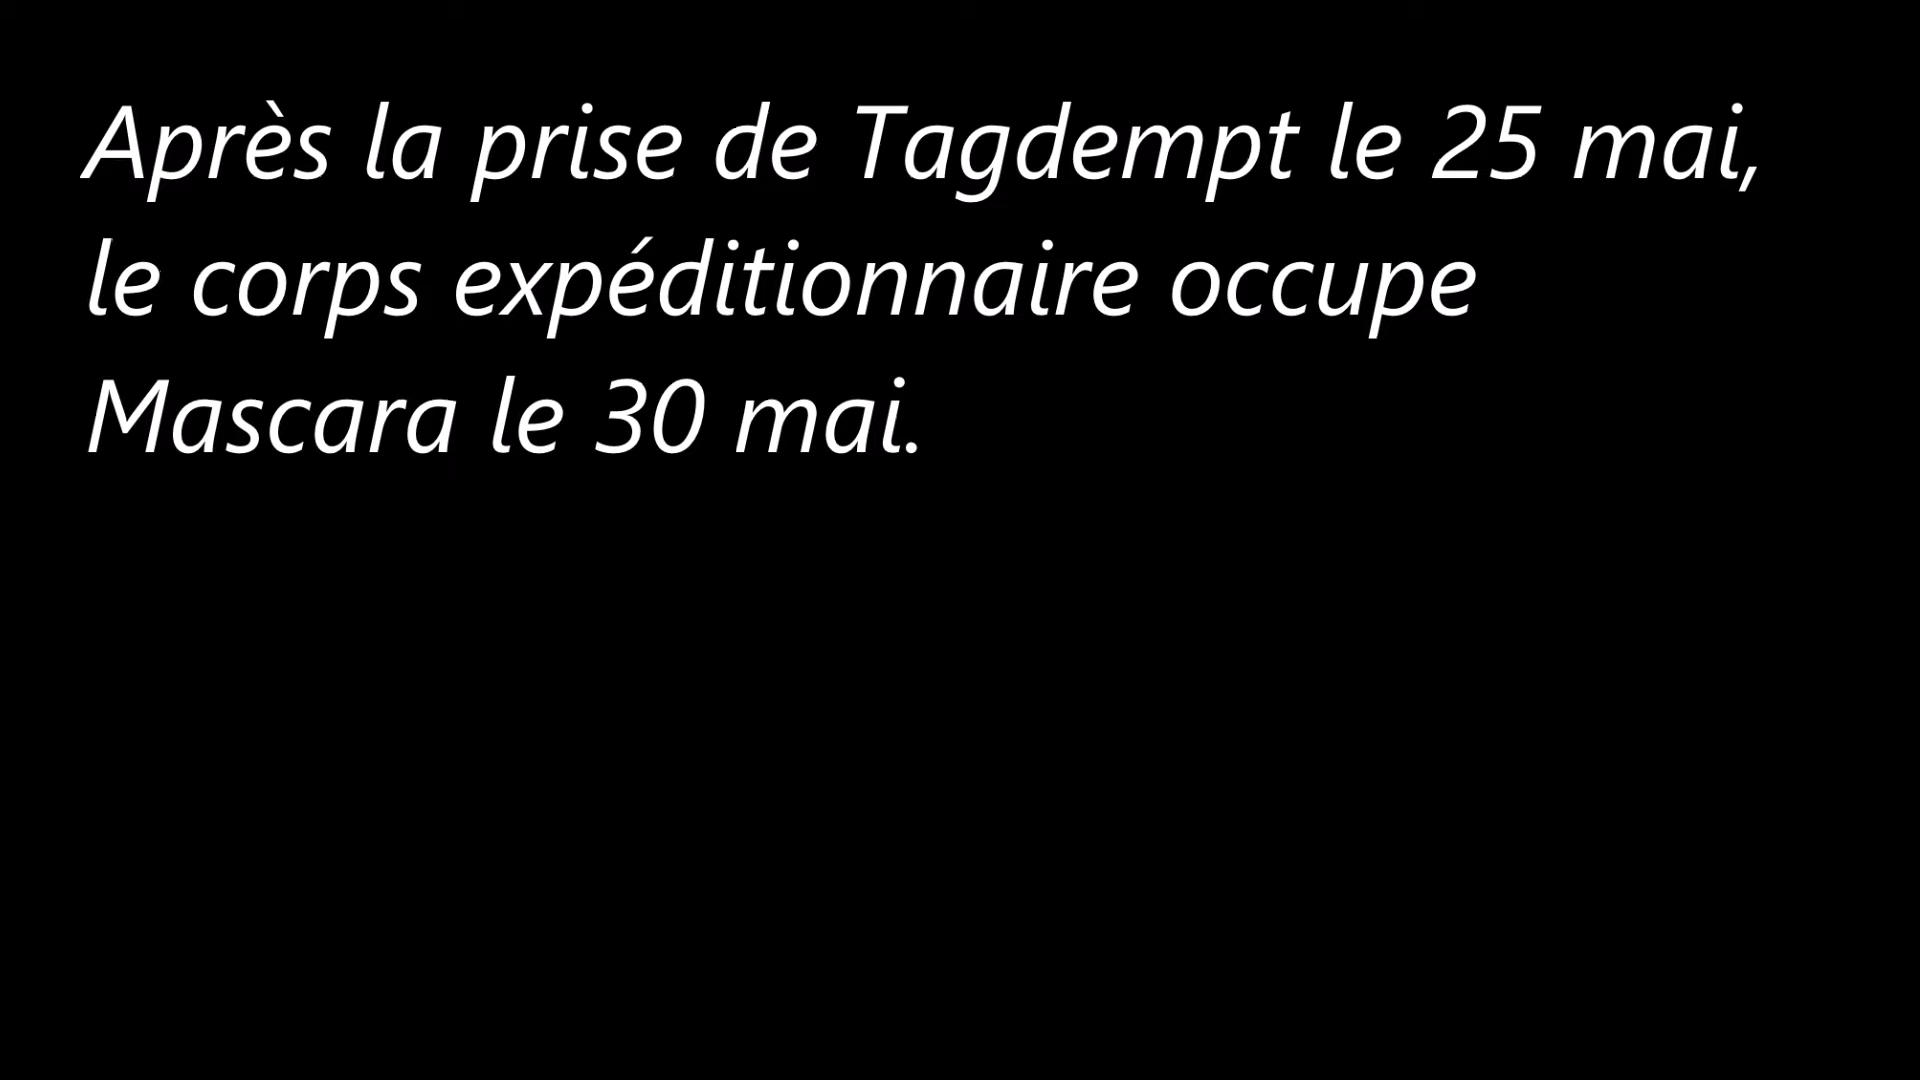 Après la prise de Tagdempt le 25 mai,
le corps expéditionnaire occupe
Mascara le 30 mai.